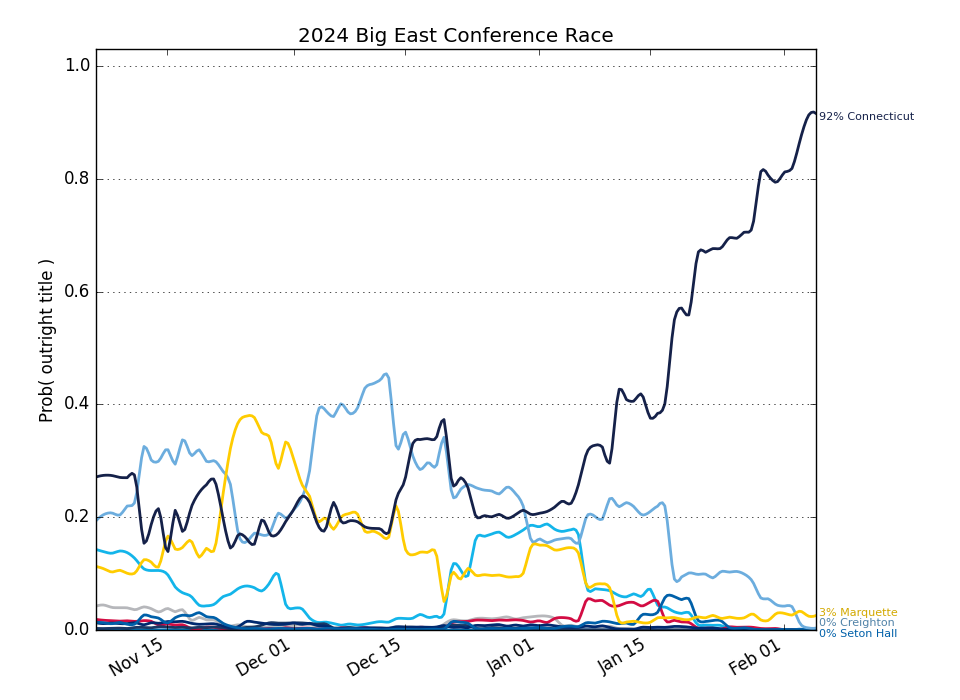 2024 Big East Conference Race
Prob( outright title )
1.0
0.8
0.6
0.4
0.2
0.0
92% Connecticut
3% Marquette
0% Creighton
0% Seton Hall
Nov 15
Dec 01
Dec 15
Jan 01
Jan 15
Feb 01